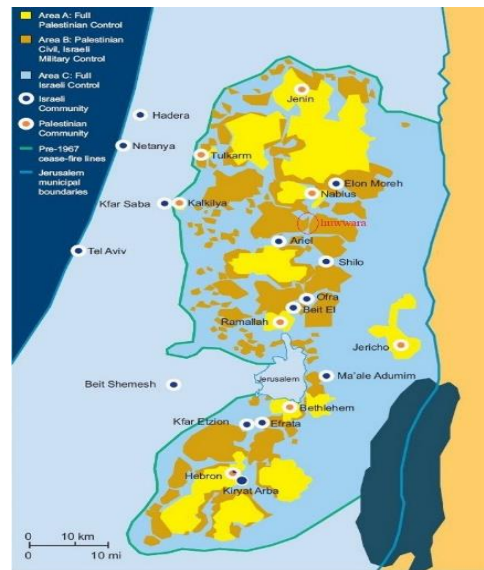 Area A: Full
Palestinian Control
Area B: Palestinian
Civil, Israeli
Military Control
Area C: Full
Israeli Control
Israeli
Community
Palestinian
Community
Pre-1967
cease-fire lines
Jerusalem
municipal
boundaries
Hadera
Netanya
Kfar Saba
Tel Aviv
Beit Shemesh
Jenin
Tulkarm
Elon Moreh
Nablus
Kalkilya
Ariel
Shilo
Ofra
Beit El
Ramallah
Jericho
Jerusalem
Ma'ale Adumim
Bethlehem
Kfar Etzion
Efrata
Hebron
Kiryat Arba
0 10 km
0 10 mi